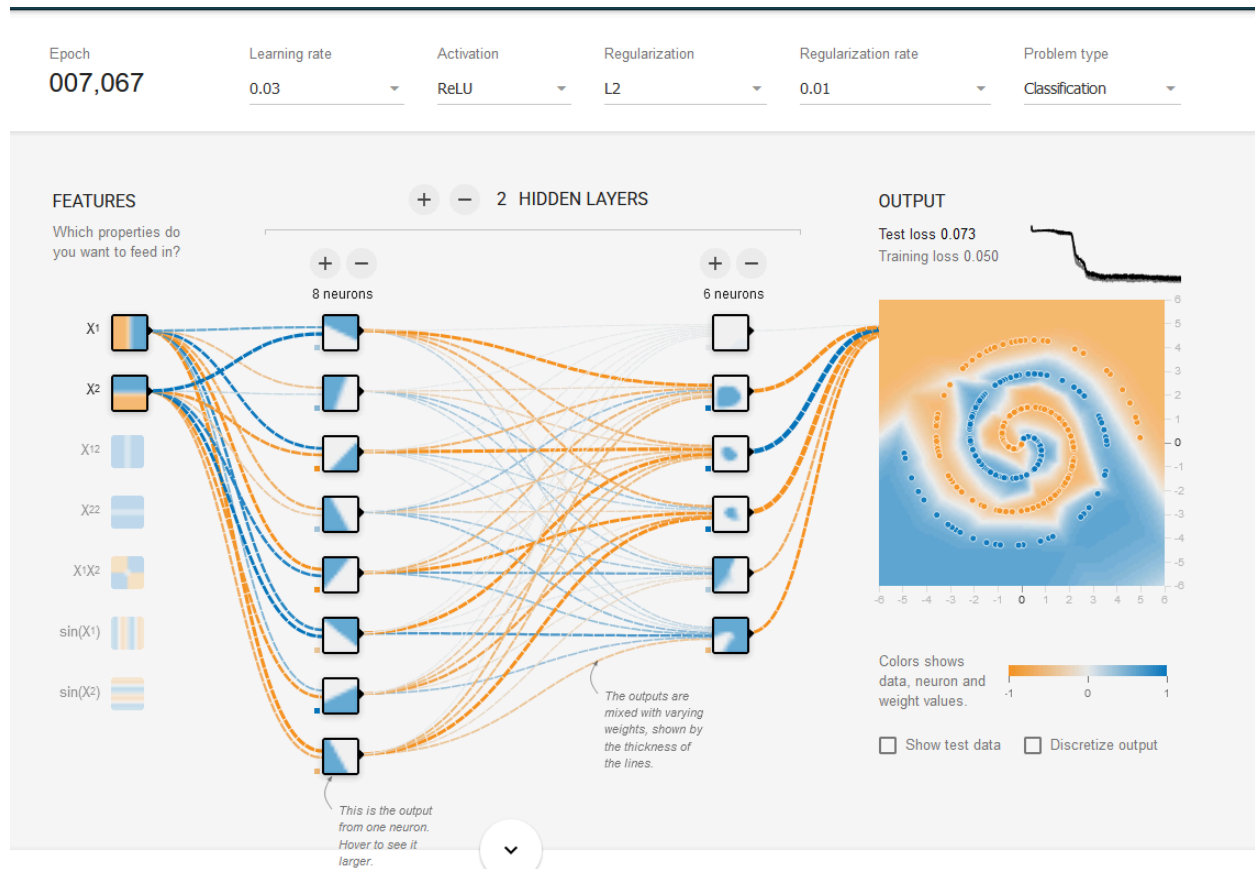 Epoch
007,067
Learning rate
0.03
Activation
ReLU
Regularization
L2
Regularization rate
0.01
Problem type
Classification
FEATURES
Which properties do
you want to feed in?
X1
X2
X12
X22
X1X2
sin(X1)
sin(X2)
+ − 2 HIDDEN LAYERS
+ −
8 neurons
+ −
6 neurons
This is the output
from one neuron.
Hover to see it
larger.
The outputs are
mixed with varying
weights, shown by
the thickness of
the lines.
OUTPUT
Test loss 0.073
Training loss 0.050
6
5
4
3
2
1
0
-1
-2
-3
-4
-5
-6
-6 -5 -4 -3 -2 -1 0 1 2 3 4 5 6
Colors shows
data, neuron and
weight values.
-1 0 1
Show test data
Discretize output